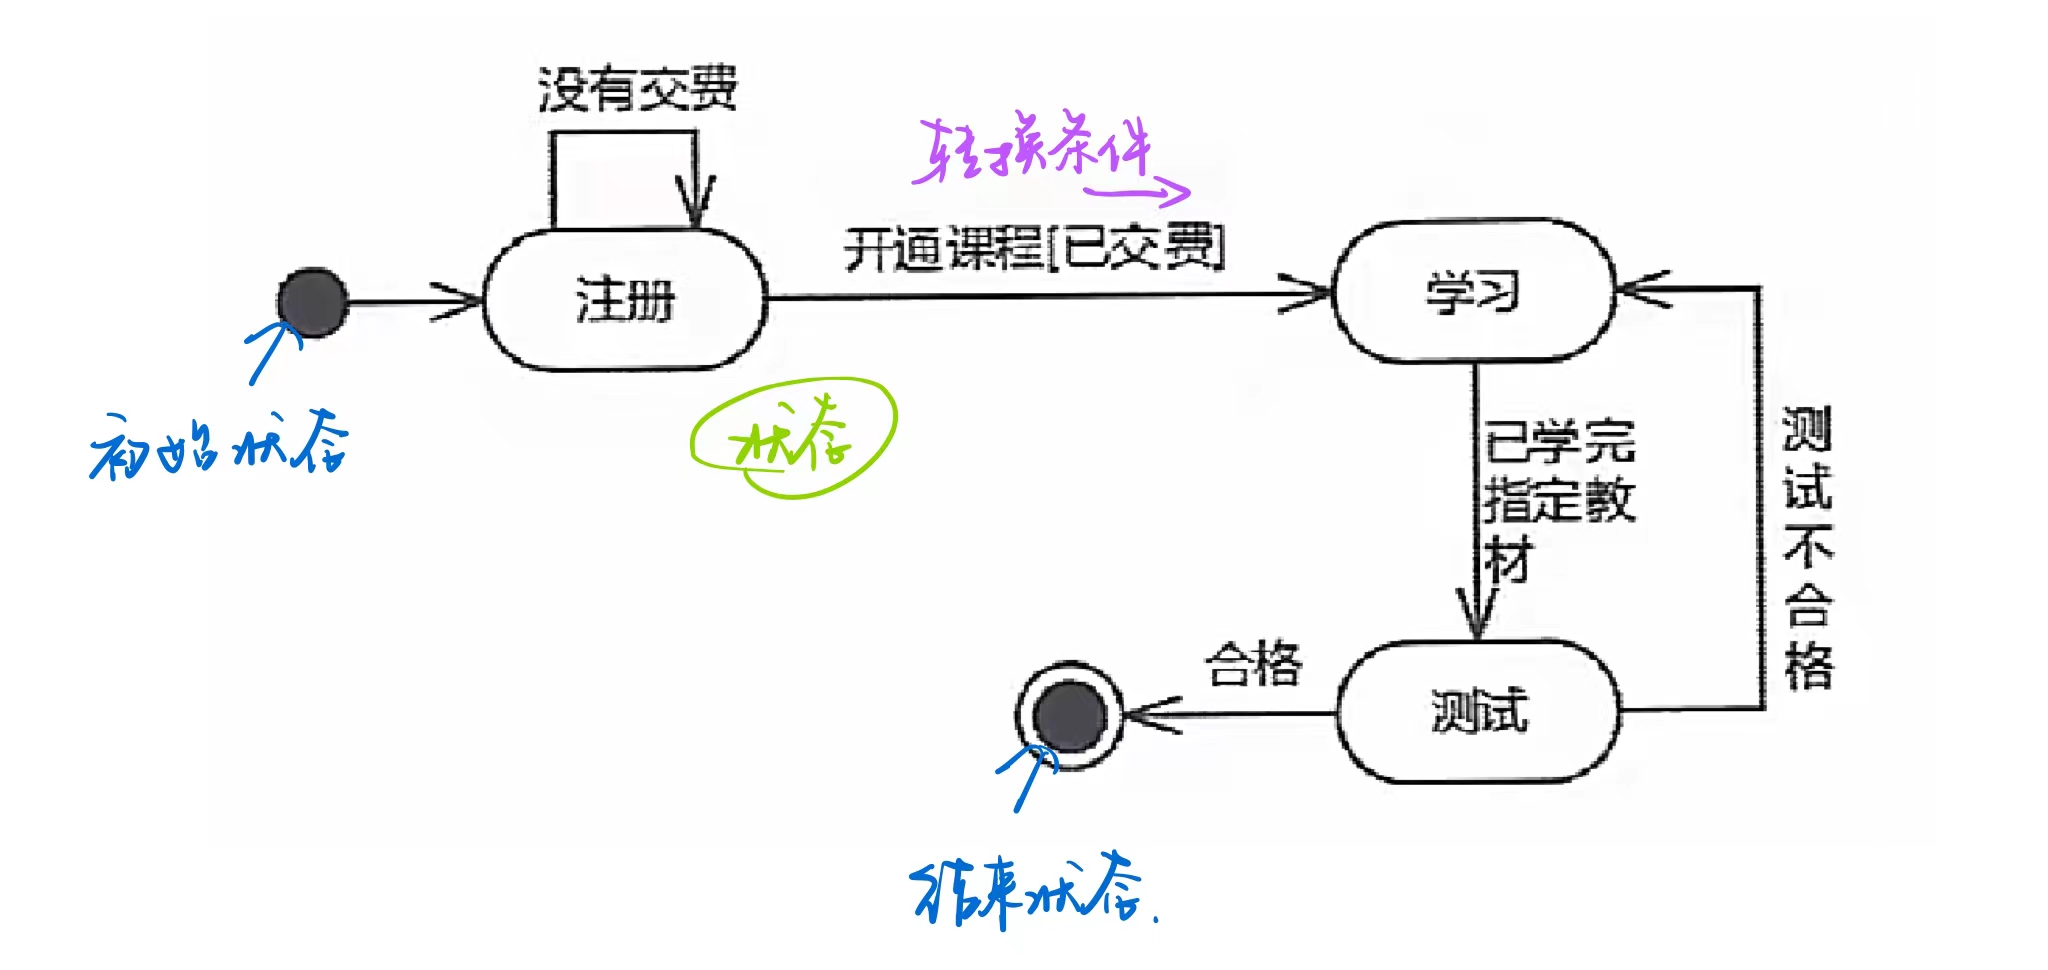 没有交费
转换条件
开通课程[已交费]
注册
学习
初始状态
状态
已学完
指定教
材
测试不合格
合格
测试
结束状态.